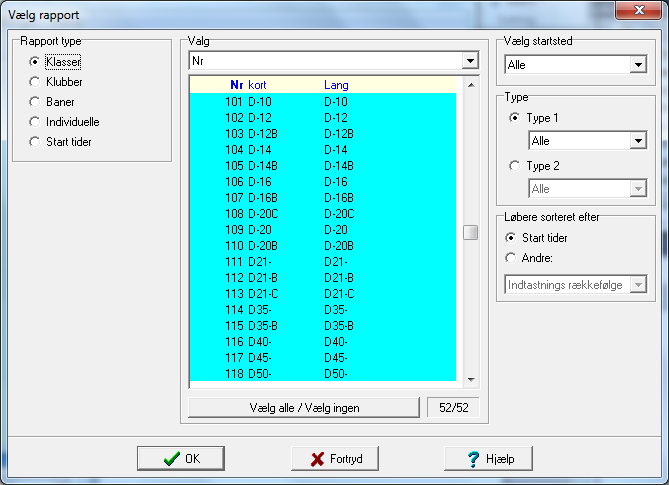 Vælg rapport
Rapport type
Klasser
Klubber
Baner
Individuelle
Start tider
Valg
Nr
Nr kort Lang
101 D-10 D-10
102 D-12 D-12
103 D-12B D-12B
104 D-14 D-14
105 D-14B D-14B
106 D-16 D-16
107 D-16B D-16B
108 D-20C D-20C
109 D-20 D-20
110 D-20B D-20B
111 D21- D21-
112 D21-B D21-B
113 D21-C D21-C
114 D35- D35-
115 D35-B D35-B
116 D40- D40-
117 D45- D45-
118 D50- D50-
Vælg alle / Vælg ingen
52/52
Vælg startsted
Alle
Type
Type 1
Alle
Type 2
Alle
Løbere sorteret efter
Start tider
Andre:
Indtastnings rækkefølge
OK
Fortryd
Hjælp